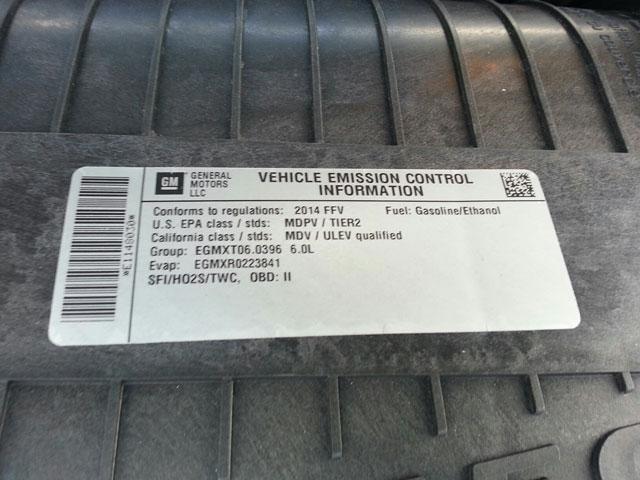 GM
GENERAL
MOTORS
LLC
VEHICLE EMISSION CONTROL
INFORMATION
Conforms to regulations: 2014 FFV Fuel: Gasoline/Ethanol
U.S. EPA class / stds: MDPV / TIER2
California class / stds: MDV / ULEV qualified
Group: EGMXT06.0396 6.0L
Evap: EGMXR0223841
SFI/HO2S/TWC, OBD: II
*E1148030*